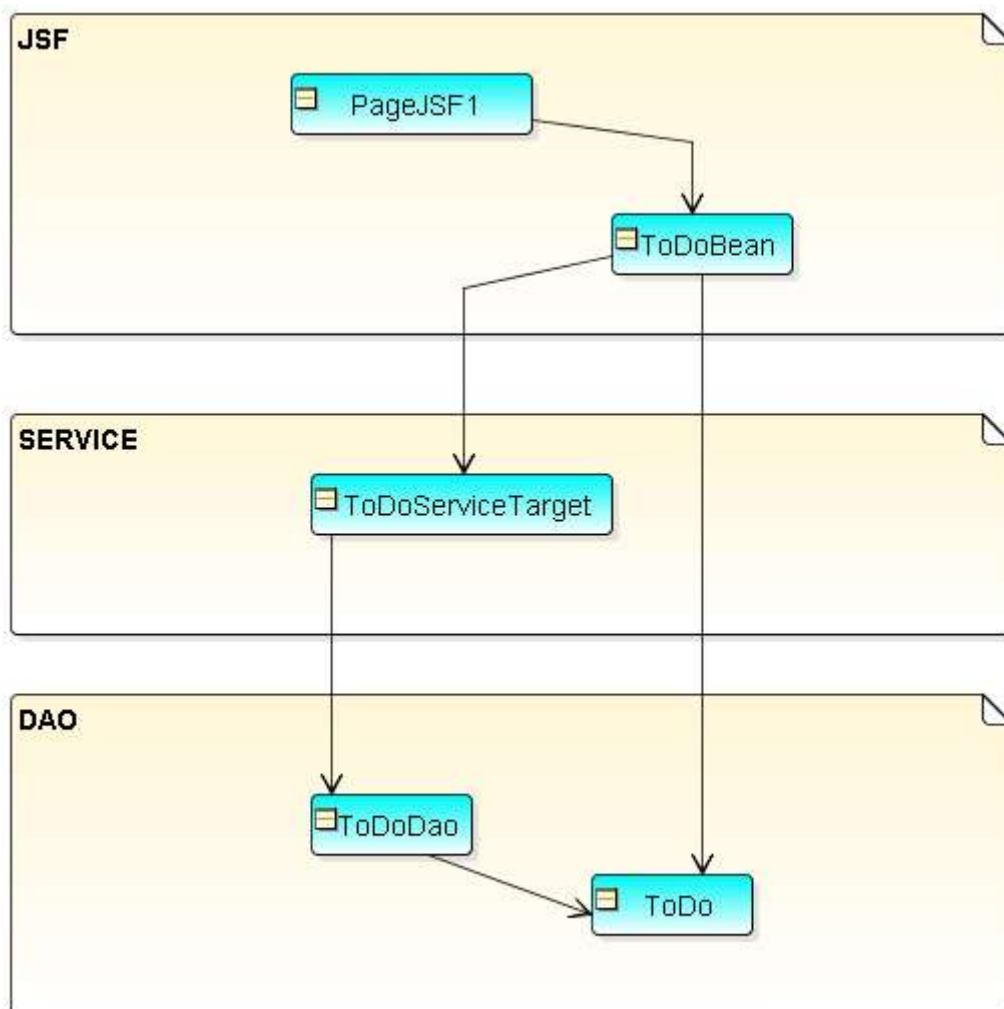 JSF
PageJSF1
ToDoBean
SERVICE
ToDoServiceTarget
DAO
ToDoDao
ToDo